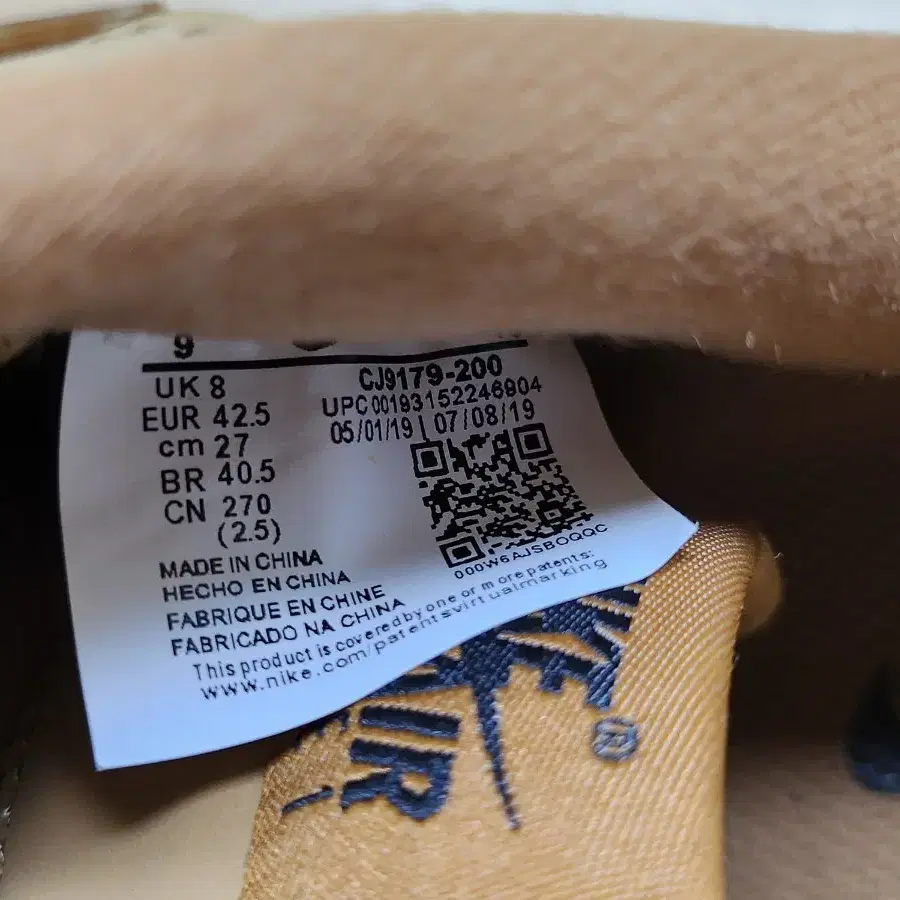 9
UK 8
EUR 42.5
cm 27
BR 40.5
CN 270
(2.5)
CJ9179-200
UPC 00193152246904
05/01/19 | 07/08/19
000W6AJSBOQQC
MADE IN CHINA
HECHO EN CHINA
FABRIQUE EN CHINE
FABRICADO NA CHINA
This product is covered by one or more patents:
www.nike.com/patentsvirtualmarking
NIKE ®
AIR